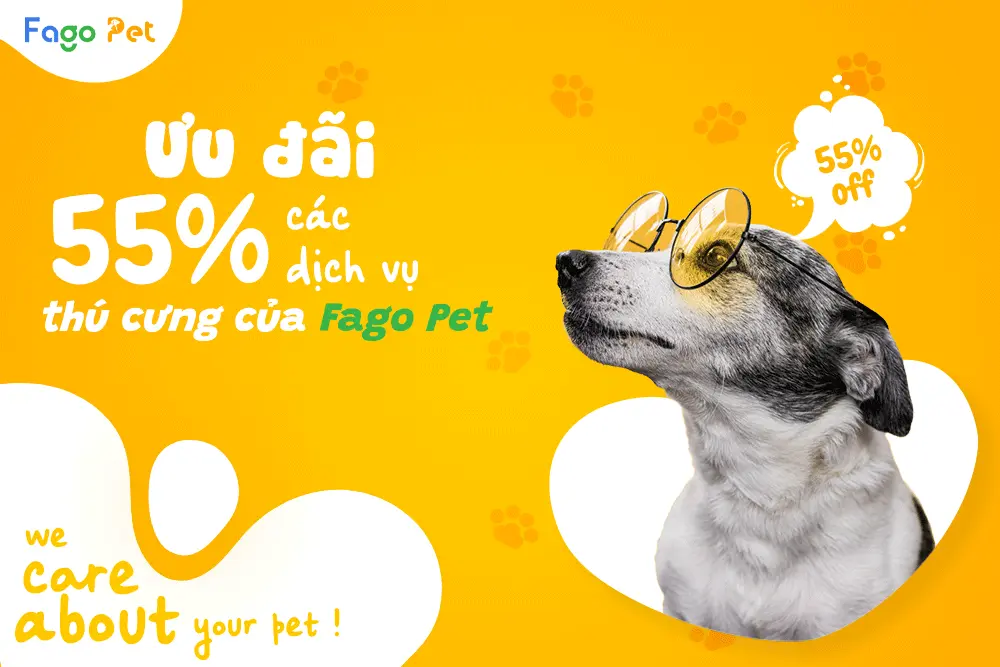 Fago Pet
Ưu đãi
55% các
dịch vụ
thú cưng của Fago Pet
55%
off
we
care
about your pet !